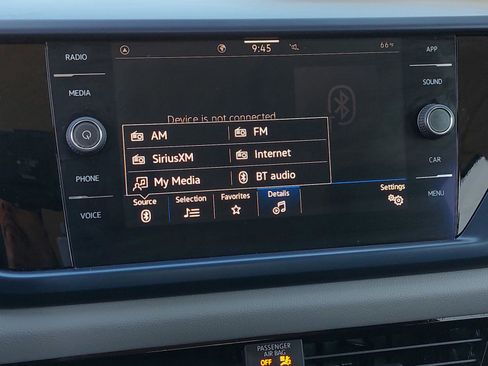 RADIO
MEDIA
PHONE
VOICE
9:45
66°F
Device is not connected
AM
FM
SiriusXM
Internet
My Media
BT audio
Source
Selection
Favorites
Details
Settings
APP
SOUND
CAR
MENU
PASSENGER
AIR BAG
OFF